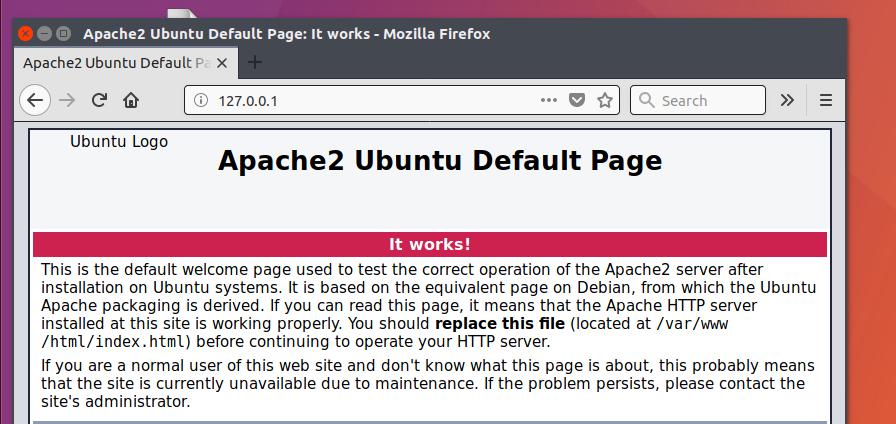 Apache2 Ubuntu Default Page: It works - Mozilla Firefox
Apache2 Ubuntu Default Pa
127.0.0.1
Search
Ubuntu Logo
Apache2 Ubuntu Default Page
It works!
This is the default welcome page used to test the correct operation of the Apache2 server after
installation on Ubuntu systems. It is based on the equivalent page on Debian, from which the Ubuntu
Apache packaging is derived. If you can read this page, it means that the Apache HTTP server
installed at this site is working properly. You should replace this file (located at /var/www
/html/index.html) before continuing to operate your HTTP server.
If you are a normal user of this web site and don't know what this page is about, this probably means
that the site is currently unavailable due to maintenance. If the problem persists, please contact the
site's administrator.